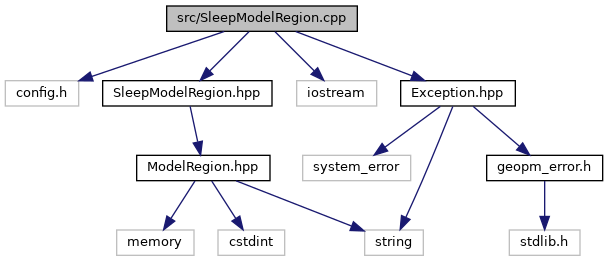 src/SleepModelRegion.cpp
config.h
SleepModelRegion.hpp
iostream
Exception.hpp
ModelRegion.hpp
system_error
geopm_error.h
memory
cstdint
string
stdlib.h